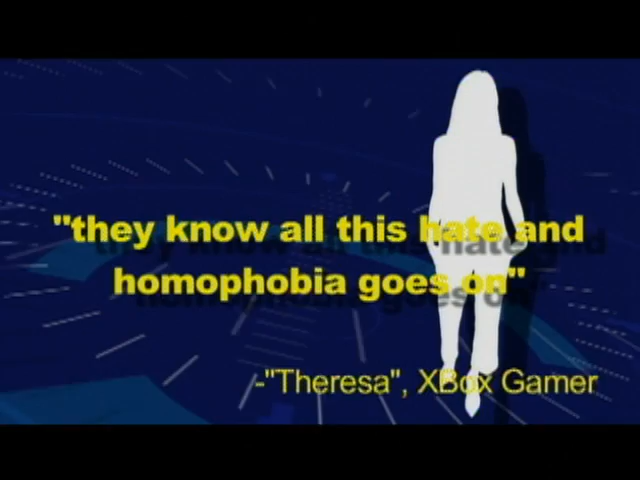 "they know all this hate and
homophobia goes on"
-"Theresa", XBox Gamer